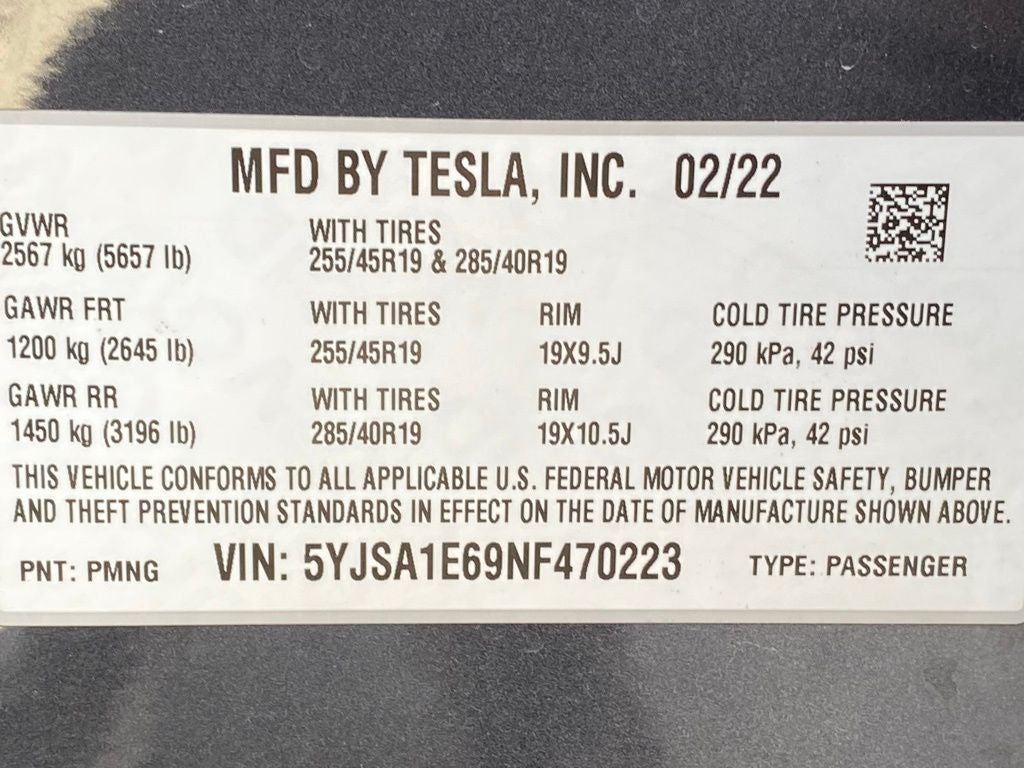 MFD BY TESLA, INC. 02/22
GVWR
2567 kg (5657 lb)
WITH TIRES
255/45R19 & 285/40R19
GAWR FRT WITH TIRES RIM COLD TIRE PRESSURE
1200 kg (2645 lb) 255/45R19 19X9.5J 290 kPa, 42 psi
GAWR RR WITH TIRES RIM COLD TIRE PRESSURE
1450 kg (3196 lb) 285/40R19 19X10.5J 290 kPa, 42 psi
THIS VEHICLE CONFORMS TO ALL APPLICABLE U.S. FEDERAL MOTOR VEHICLE SAFETY, BUMPER
AND THEFT PREVENTION STANDARDS IN EFFECT ON THE DATE OF MANUFACTURE SHOWN ABOVE.
PNT: PMNG VIN: 5YJSA1E69NF470223 TYPE: PASSENGER